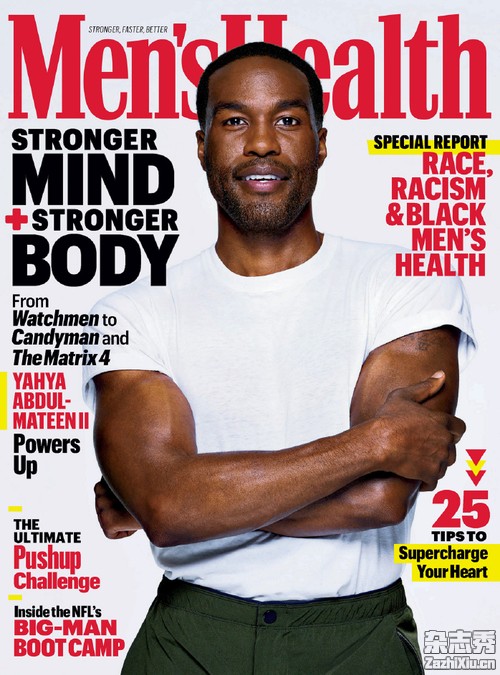 STRONGER, FASTER, BETTER
Men'sHealth
STRONGER
MIND
+STRONGER
BODY
From
Watchmen to
Candyman and
The Matrix 4
YAHYA
ABDUL-
MATEEN II
Powers
Up
THE
ULTIMATE
Pushup
Challenge
Inside the NFL's
BIG-MAN
BOOT CAMP
SPECIAL REPORT
RACE,
RACISM
& BLACK
MEN'S
HEALTH
25
TIPS TO
Supercharge
Your Heart
杂志秀
ZaZhiXiu.cn